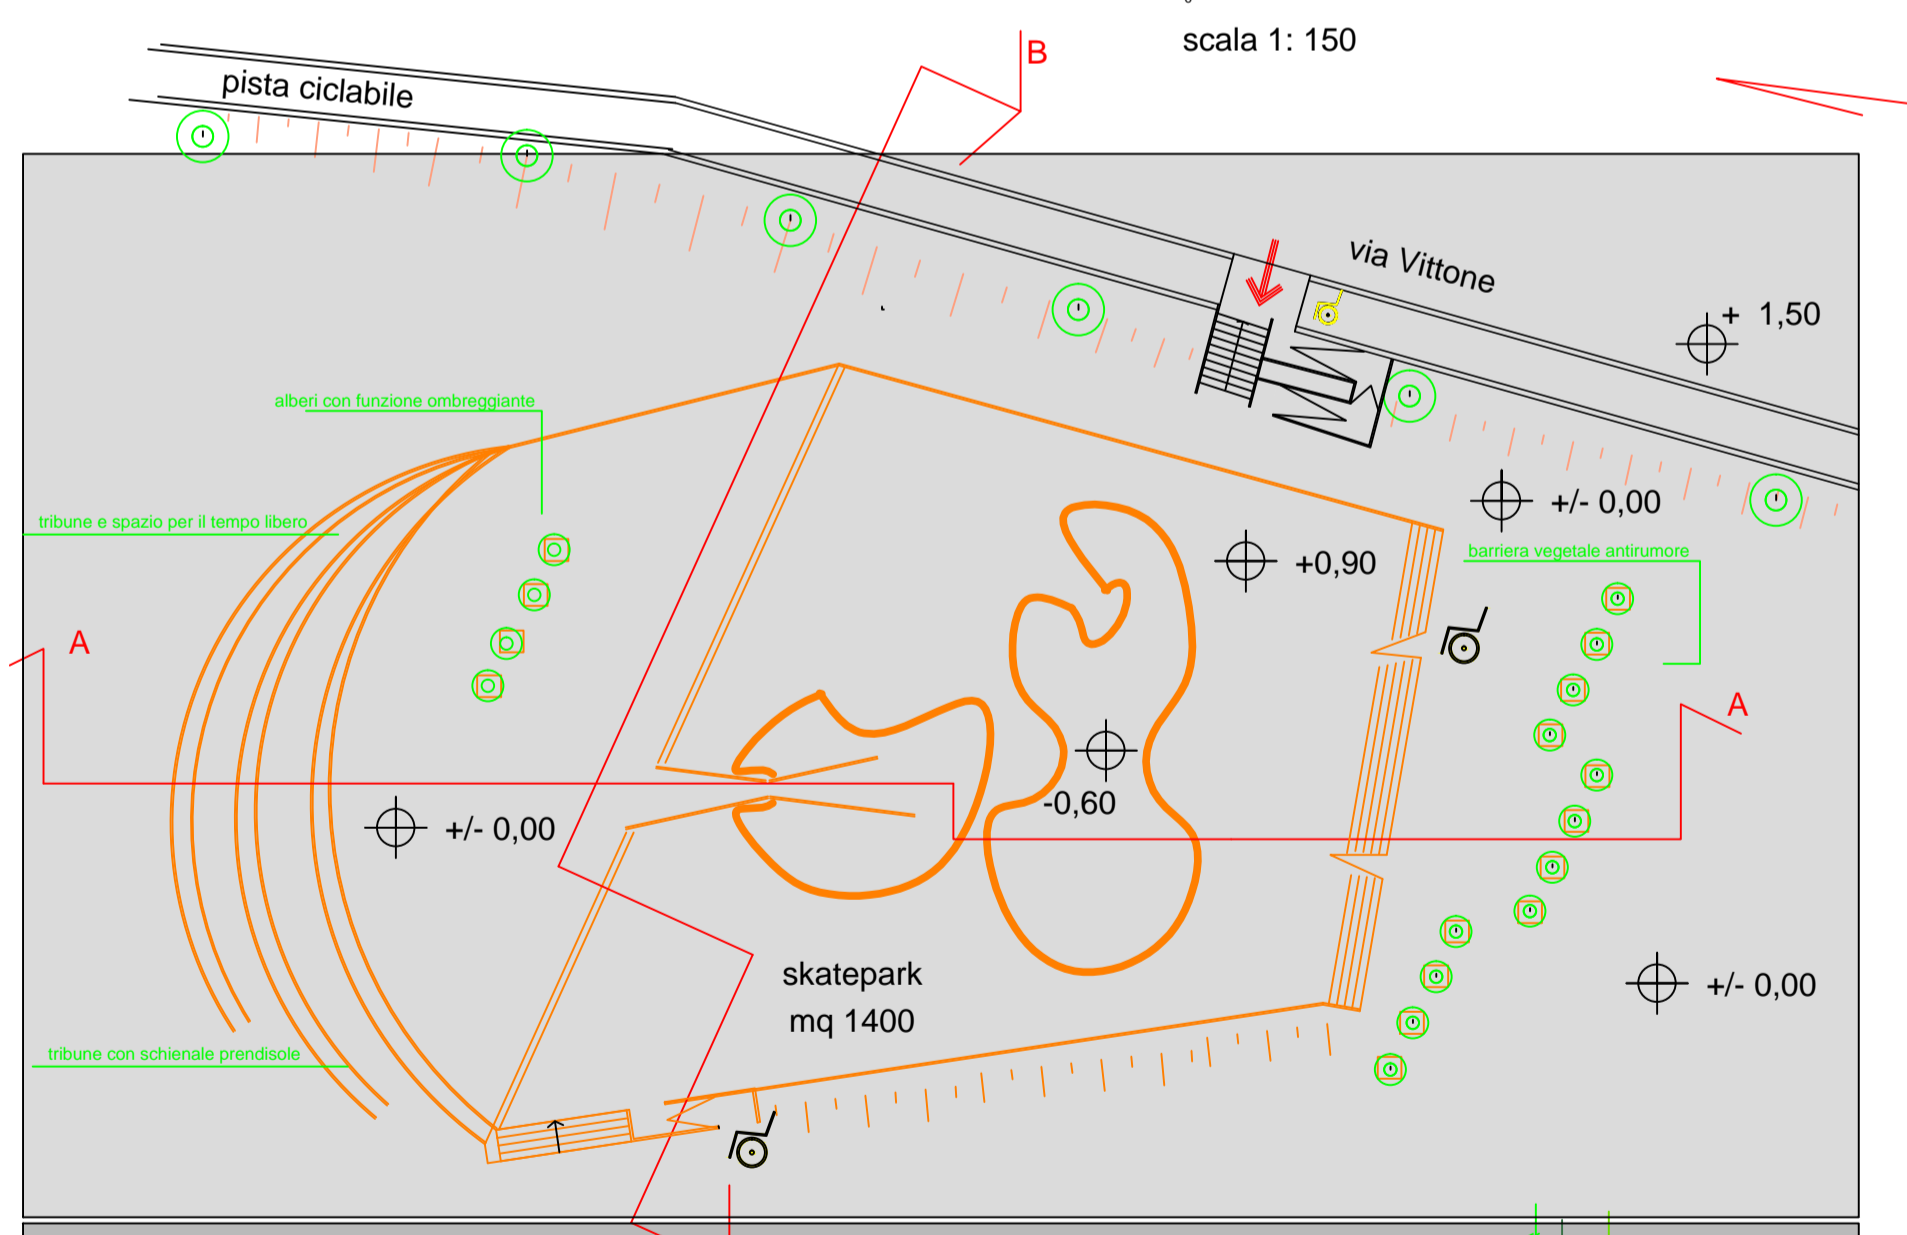 scala 1: 150
B
pista ciclabile
via Vittone
+ 1,50
alberi con funzione ombreggiante
+/- 0,00
tribune e spazio per il tempo libero
barriera vegetale antirumore
+0,90
A
A
-0,60
+/- 0,00
skatepark
mq 1400
+/- 0,00
tribune con schienale prendisole